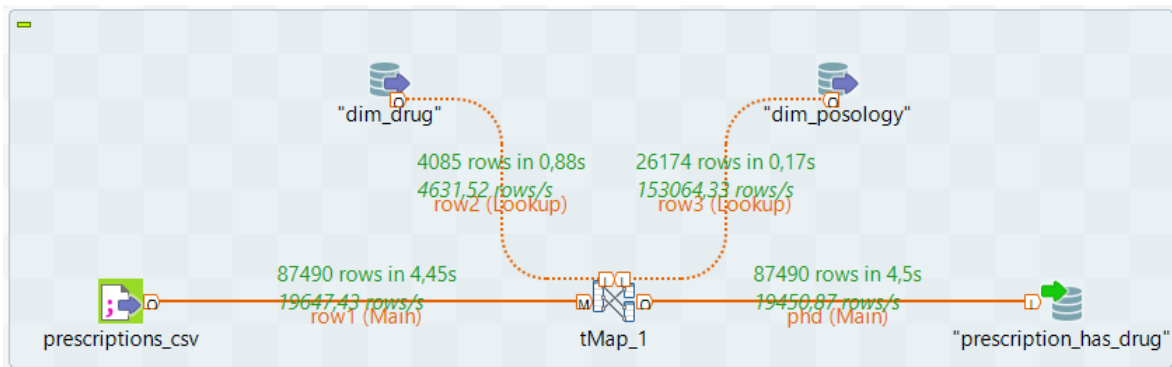 "dim_drug"
"dim_posology"
4085 rows in 0,88s
4631,52 rows/s
row2 (Lookup)
26174 rows in 0,17s
153064,33 rows/s
row3 (Lookup)
87490 rows in 4,45s
19647,43 rows/s
row1 (Main)
87490 rows in 4,5s
19450,87 rows/s
phd (Main)
prescriptions_csv
tMap_1
"prescription_has_drug"